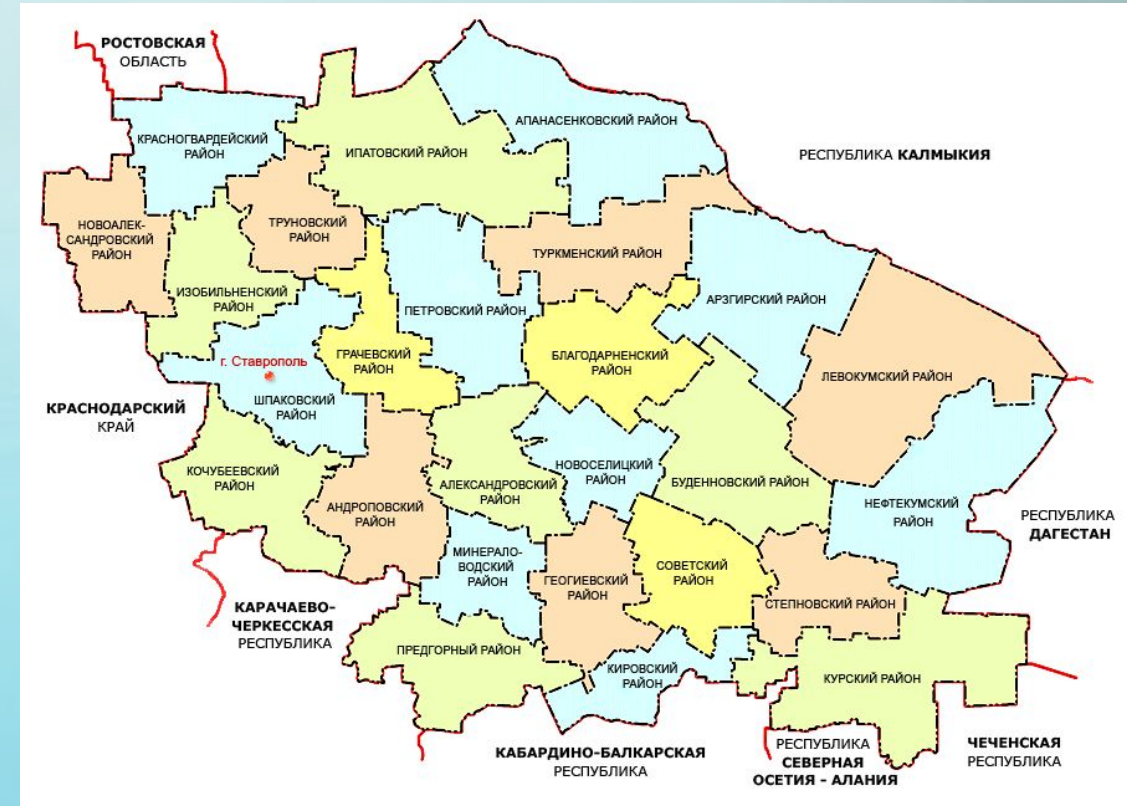 РОСТОВСКАЯ
ОБЛАСТЬ
КРАСНОГВАРДЕЙСКИЙ
РАЙОН
ИПАТОВСКИЙ РАЙОН
АПАНАСЕНКОВСКИЙ РАЙОН
РЕСПУБЛИКА КАЛМЫКИЯ
НОВОАЛЕК-
САНДРОВСКИЙ
РАЙОН
ТРУНОВСКИЙ
РАЙОН
ТУРКМЕНСКИЙ РАЙОН
ИЗОБИЛЬНЕНСКИЙ
РАЙОН
ПЕТРОВСКИЙ РАЙОН
АРЗГИРСКИЙ РАЙОН
г. Ставрополь
ГРАЧЕВСКИЙ
РАЙОН
БЛАГОДАРНЕНСКИЙ
РАЙОН
ЛЕВОКУМСКИЙ РАЙОН
КРАСНОДАРСКИЙ
КРАЙ
ШПАКОВСКИЙ
РАЙОН
КОЧУБЕЕВСКИЙ
РАЙОН
АНДРОПОВСКИЙ
РАЙОН
АЛЕКСАНДРОВСКИЙ
РАЙОН
НОВОСЕЛИЦКИЙ
РАЙОН
БУДЕННОВСКИЙ РАЙОН
НЕФТЕКУМСКИЙ
РАЙОН
РЕСПУБЛИКА
ДАГЕСТАН
МИНЕРАЛО-
ВОДСКИЙ
РАЙОН
ГЕОГИЕВСКИЙ
РАЙОН
СОВЕТСКИЙ
РАЙОН
СТЕПНОВСКИЙ РАЙОН
КАРАЧАЕВО-
ЧЕРКЕССКАЯ
РЕСПУБЛИКА
ПРЕДГОРНЫЙ РАЙОН
КИРОВСКИЙ
РАЙОН
КУРСКИЙ РАЙОН
КАБАРДИНО-БАЛКАРСКАЯ
РЕСПУБЛИКА
РЕСПУБЛИКА
СЕВЕРНАЯ
ОСЕТИЯ - АЛАНИЯ
ЧЕЧЕНСКАЯ
РЕСПУБЛИКА